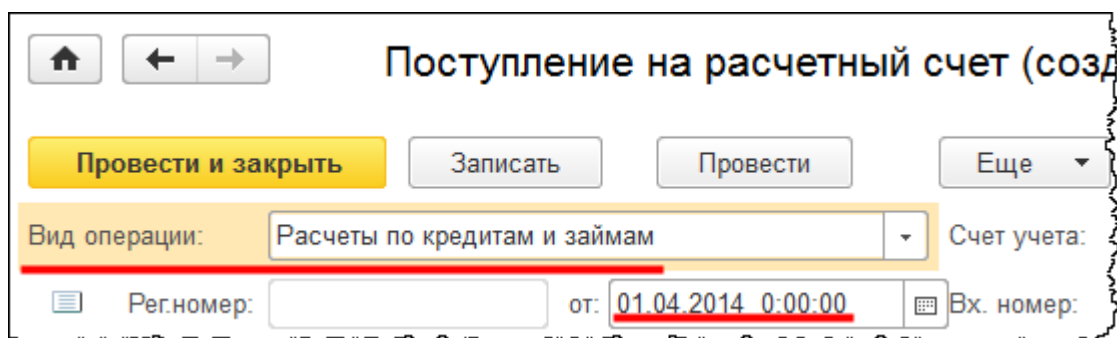 Поступление на расчетный счет (созд
Провести и закрыть Записать Провести Еще
Вид операции: Расчеты по кредитам и займам Счет учета:
Рег.номер: от: 01.04.2014 0:00:00 Вх. номер: